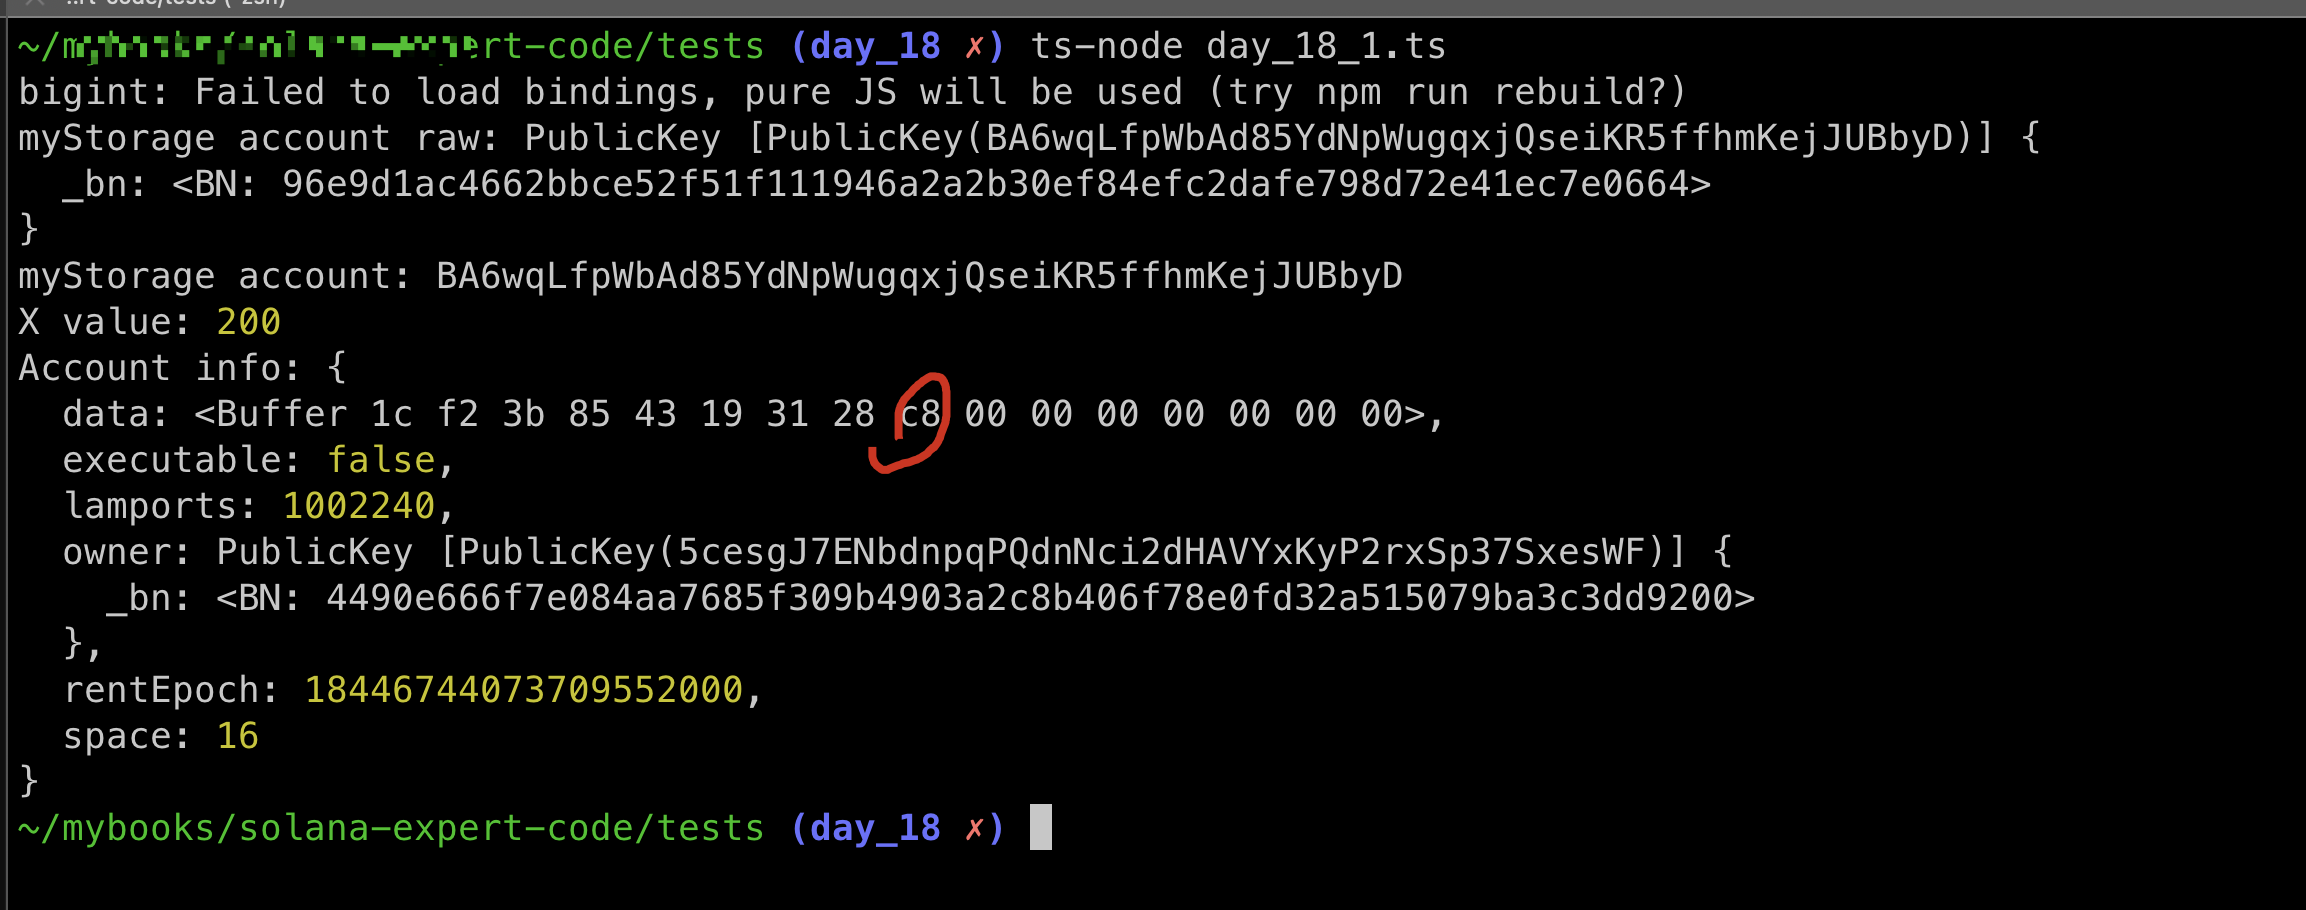 ..rt-code/tests (-zsh)
~/m ert-code/tests (day_18 ✗) ts-node day_18_1.ts
bigint: Failed to load bindings, pure JS will be used (try npm run rebuild?)
myStorage account raw: PublicKey [PublicKey(BA6wqLfpWbAd85YdNpWugqxjQseiKR5ffhmKejJUBbyD)] {
  _bn: <BN: 96e9d1ac4662bbce52f51f111946a2a2b30ef84efc2dafe798d72e41ec7e0664>
}
myStorage account: BA6wqLfpWbAd85YdNpWugqxjQseiKR5ffhmKejJUBbyD
X value: 200
Account info: {
  data: <Buffer 1c f2 3b 85 43 19 31 28 c8 00 00 00 00 00 00 00>,
  executable: false,
  lamports: 1002240,
  owner: PublicKey [PublicKey(5cesgJ7ENbdnpqPQdnNci2dHAVYxKyP2rxSp37SxesWF)] {
    _bn: <BN: 4490e666f7e084aa7685f309b4903a2c8b406f78e0fd32a515079ba3c3dd9200>
  },
  rentEpoch: 18446744073709552000,
  space: 16
}
~/mybooks/solana-expert-code/tests (day_18 ✗)